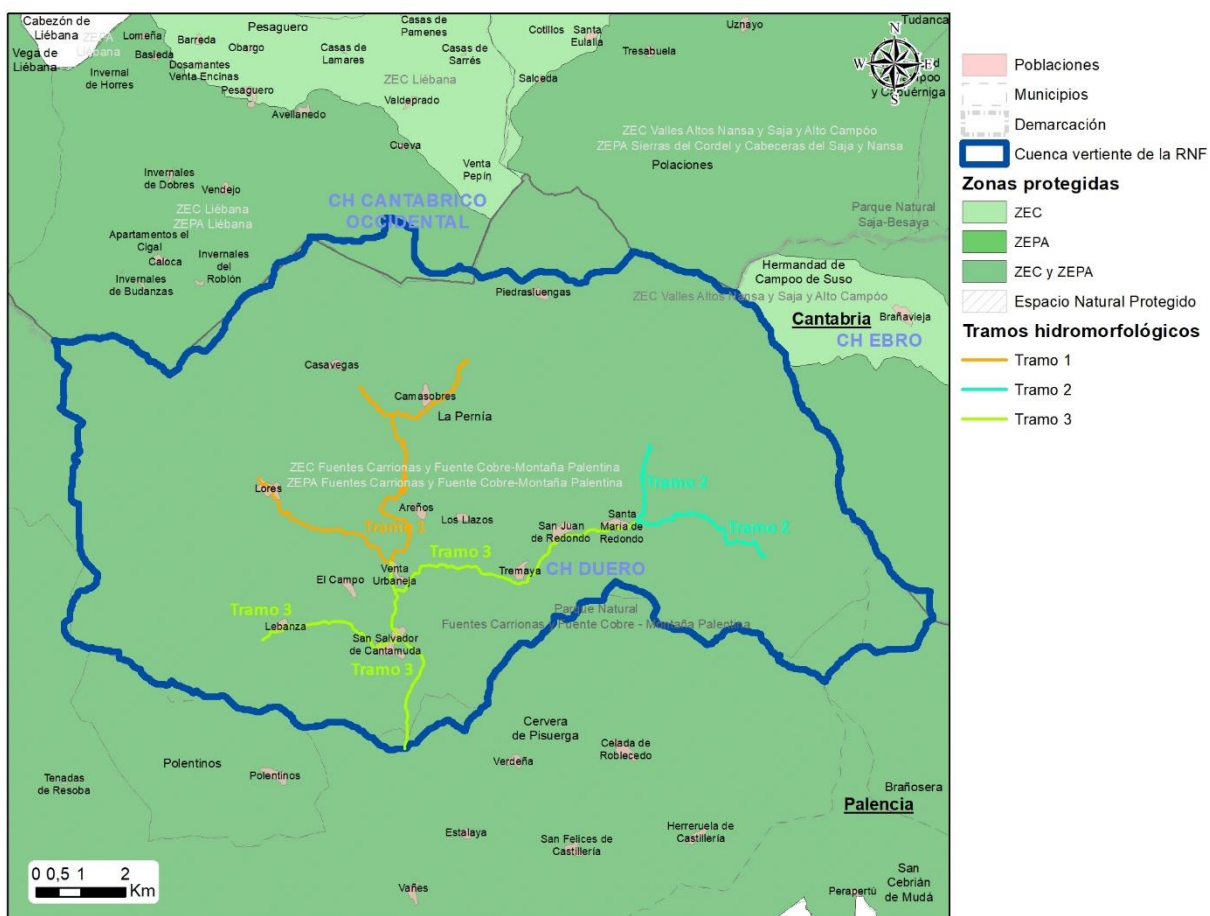 Cabezón de
Liébana
Vega de
Liébana
ZEPA
Liébana
Lomeña
Barreda
Basieda
Obargo
Pesaguero
Invernal
de Horres
Dosamantes
Venta Encinas
Pesaguero
Casas de
Lamares
Casas de
Pamenes
Casas de
Sarrés
ZEC Liébana
Valdeprado
Avellanedo
Cueva
Venta
Pepín
Cotillos
Santa
Eulalia
Salceda
Tresabuela
Uznayo
Tudanca
N
W
E
S
y Cabuérniga
ZEC Valles Altos Nansa y Saja y Alto Campóo
ZEPA Sierras del Cordel y Cabeceras del Saja y Nansa
Polaciones
Parque Natural
Saja-Besaya
Invernales
de Dobres
Vendejo
ZEC Liébana
ZEPA Liébana
CH CANTABRICO
OCCIDENTAL
Apartamentos el
Cigal
Caloca
Invernales
de Budanzas
Invernales
del
Roblón
Piedrasluengas
Hermandad de
Campoo de Suso
ZEC Valles Altos Nansa y Saja y Alto Campóo
Cantabria
Brañavieja
CH EBRO
Casavegas
Camasobres
La Pernía
ZEC Fuentes Carrionas y Fuente Cobre-Montaña Palentina
ZEPA Fuentes Carrionas y Fuente Cobre-Montaña Palentina
Lores
Areños
Los Llazos
Tramo 1
San Juan
de Redondo
Santa
María de
Redondo
Tramo 2
Tramo 2
Tramo 3
Venta
Urbaneja
Tremaya
CH DUERO
El Campo
Tramo 3
Lebanza
San Salvador
de Cantamuda
Tramo 3
Parque Natural
Fuentes Carrionas y Fuente Cobre - Montaña Palentina
Cervera
de Pisuerga
Celada de
Roblecedo
Verdeña
Polentinos
Polentinos
Tenadas
de Resoba
Brañosera
Palencia
Estalaya
San Felices de
Castillería
Herreruela de
Castillería
Vañes
San
Cebrián
de Mudá
Perapertú
0 0,5 1 2
Km
Poblaciones
Municipios
Demarcación
Cuenca vertiente de la RNF
Zonas protegidas
ZEC
ZEPA
ZEC y ZEPA
Espacio Natural Protegido
Tramos hidromorfológicos
Tramo 1
Tramo 2
Tramo 3